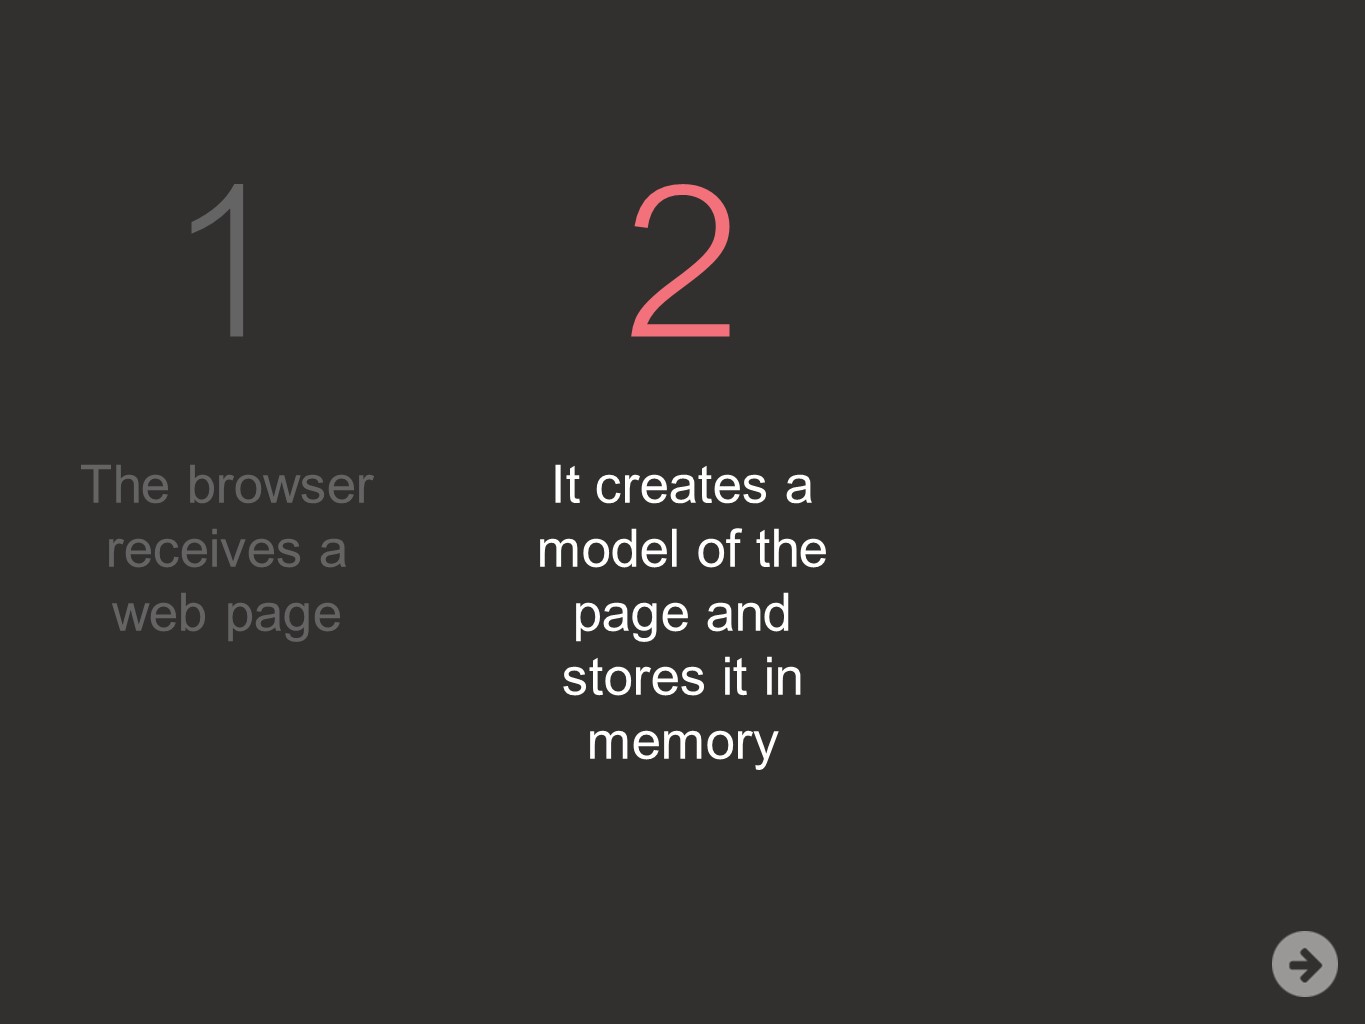 1
The browser
receives a
web page
2
It creates a
model of the
page and
stores it in
memory